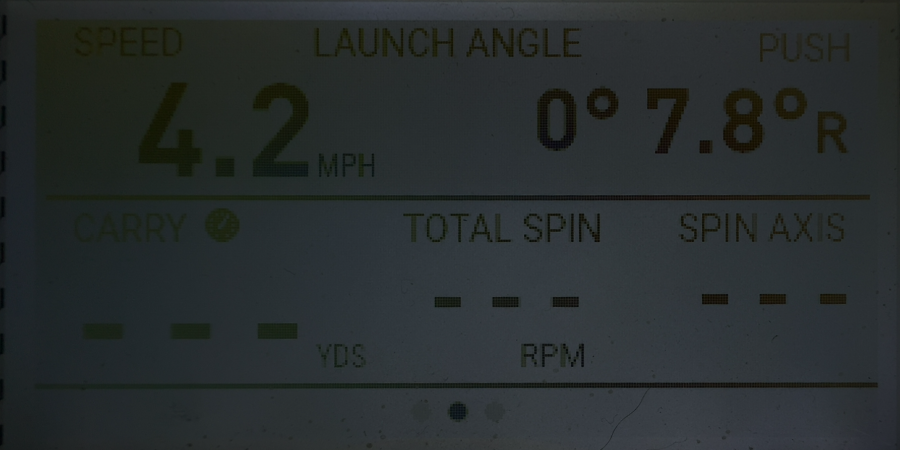 SPEED LAUNCH ANGLE PUSH
4.2 MPH 0° 7.8° R
CARRY TOTAL SPIN SPIN AXIS
- - - YDS - - - RPM - - -